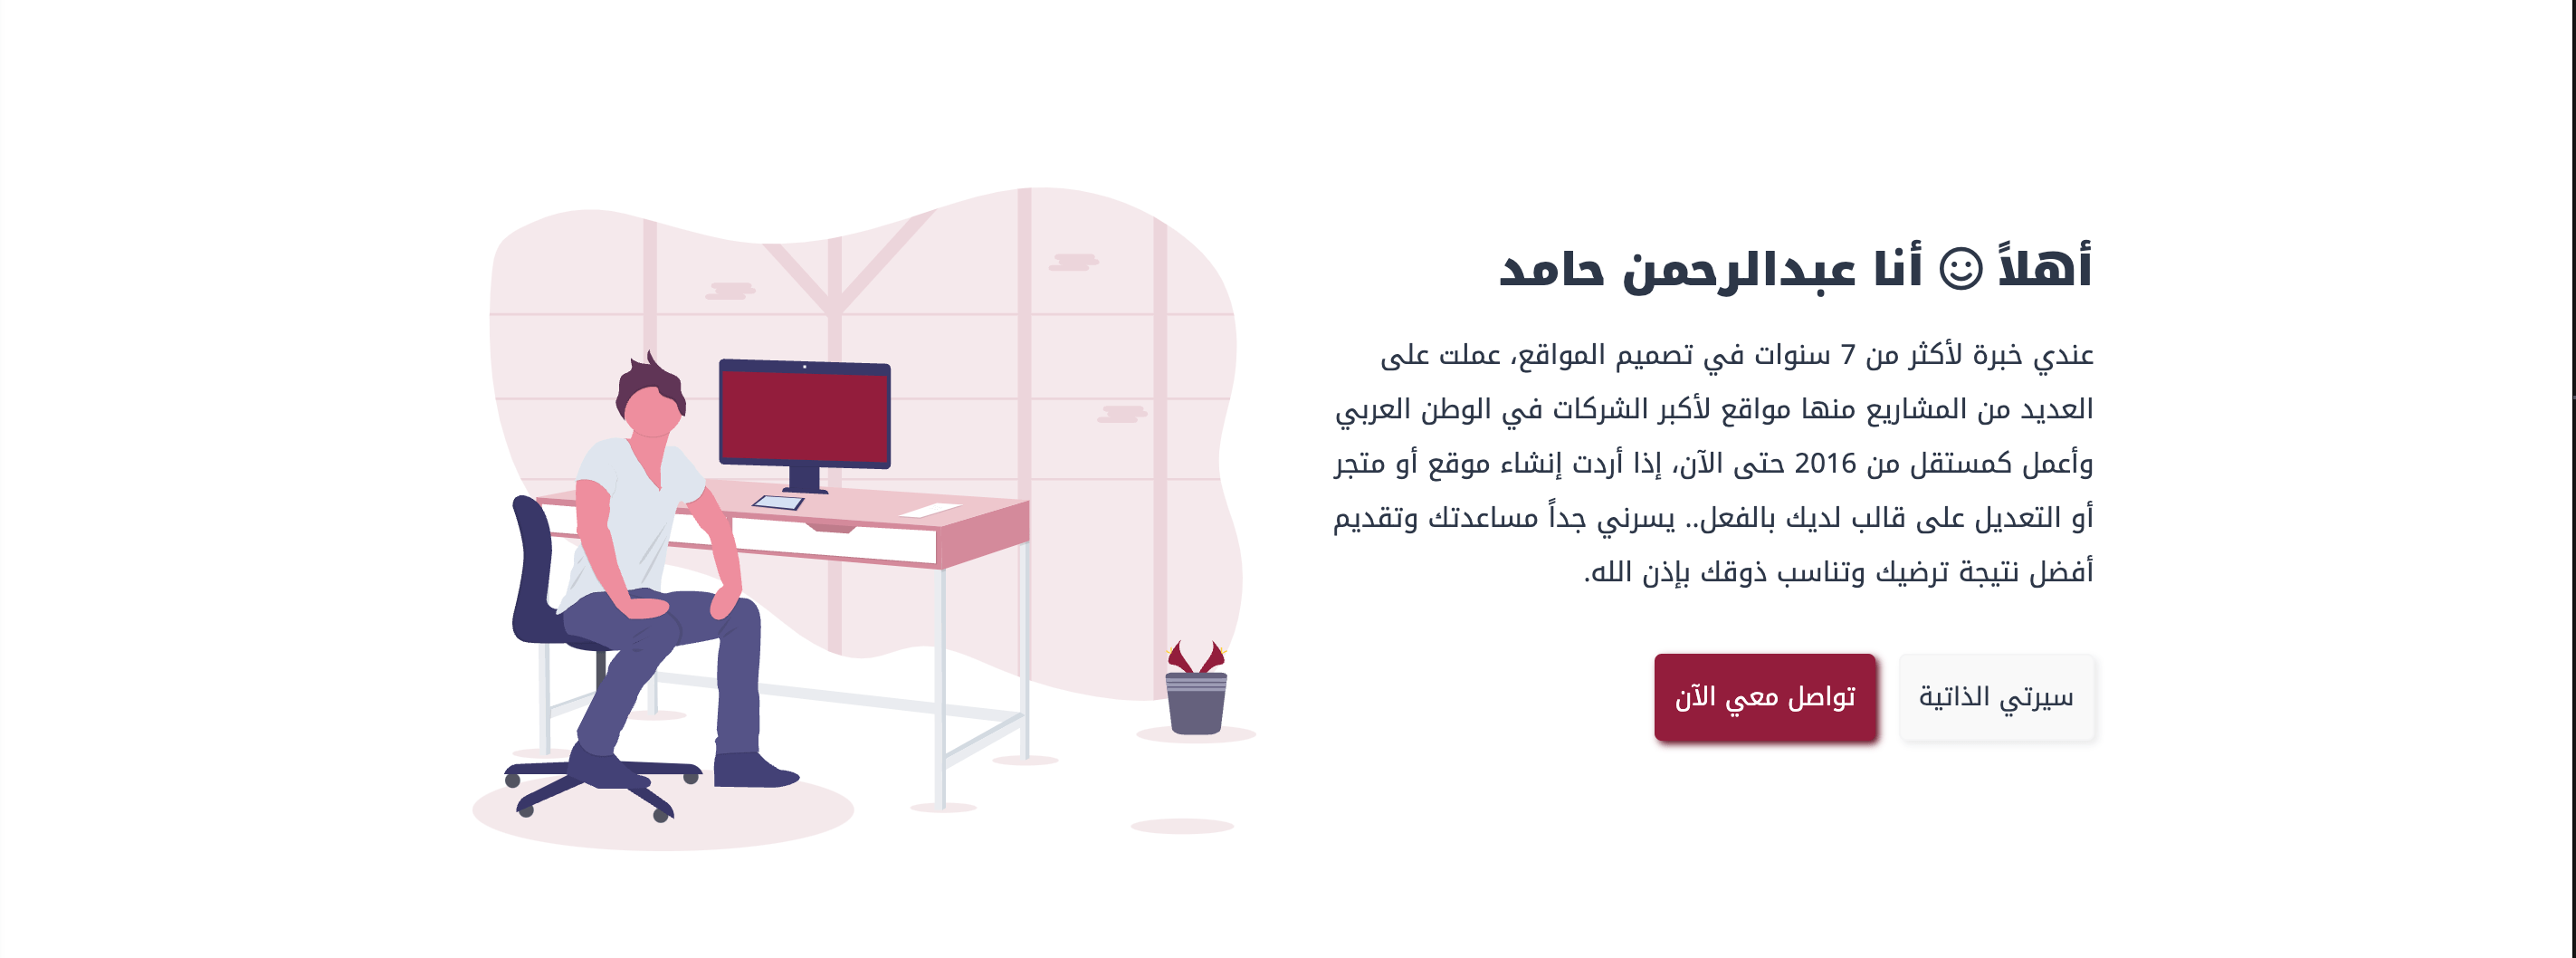 أهلاً ☺ أنا عبدالرحمن حامد
عندي خبرة لأكثر من 7 سنوات في تصميم المواقع، عملت على
العديد من المشاريع منها مواقع لأكبر الشركات في الوطن العربي
وأعمل كمستقل من 2016 حتى الآن، إذا أردت إنشاء موقع أو متجر
أو التعديل على قالب لديك بالفعل.. يسرني جداً مساعدتك وتقديم
أفضل نتيجة ترضيك وتناسب ذوقك بإذن الله.
سيرتي الذاتية
تواصل معي الآن